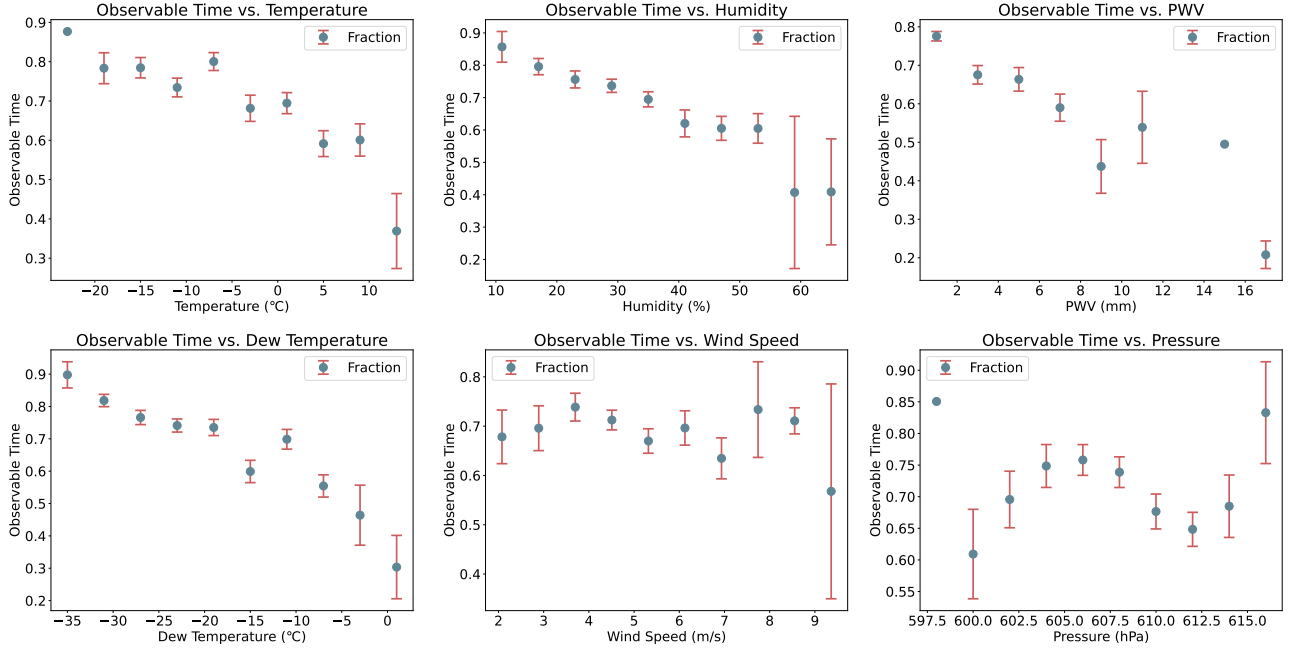 Observable Time vs. Temperature
Fraction
Observable Time
0.9
0.8
0.7
0.6
0.5
0.4
0.3
−20 −15 −10 −5 0 5 10
Temperature (℃)
Observable Time vs. Humidity
Fraction
Observable Time
0.9
0.8
0.7
0.6
0.5
0.4
0.3
0.2
10 20 30 40 50 60
Humidity (%)
Observable Time vs. PWV
Fraction
Observable Time
0.8
0.7
0.6
0.5
0.4
0.3
0.2
2 4 6 8 10 12 14 16
PWV (mm)
Observable Time vs. Dew Temperature
Fraction
Observable Time
0.9
0.8
0.7
0.6
0.5
0.4
0.3
0.2
−35 −30 −25 −20 −15 −10 −5 0
Dew Temperature (℃)
Observable Time vs. Wind Speed
Fraction
Observable Time
0.8
0.7
0.6
0.5
0.4
2 3 4 5 6 7 8 9
Wind Speed (m/s)
Observable Time vs. Pressure
Fraction
Observable Time
0.90
0.85
0.80
0.75
0.70
0.65
0.60
0.55
597.5 600.0 602.5 605.0 607.5 610.0 612.5 615.0
Pressure (hPa)